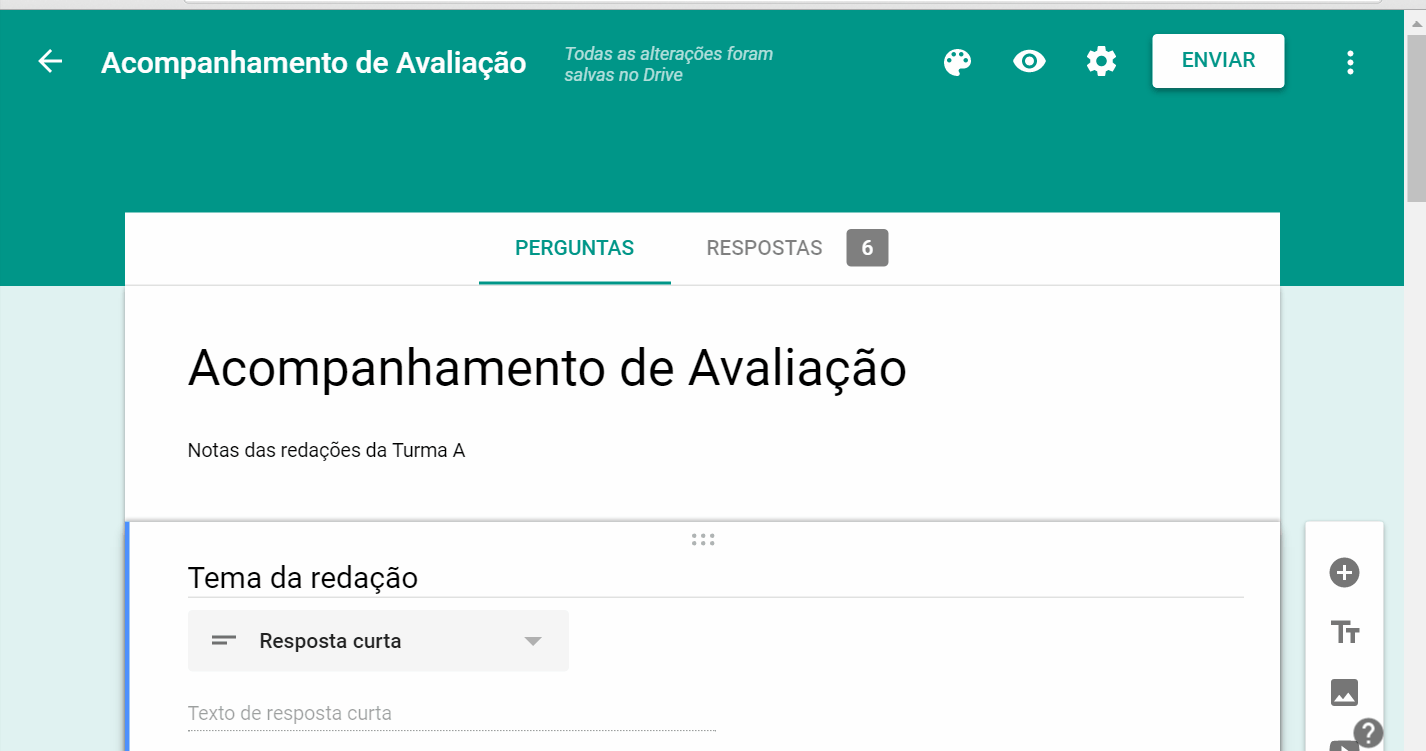 Acompanhamento de Avaliação
Todas as alterações foram
salvas no Drive
ENVIAR
PERGUNTAS
RESPOSTAS
6
Acompanhamento de Avaliação
Notas das redações da Turma A
Tema da redação
Resposta curta
Texto de resposta curta